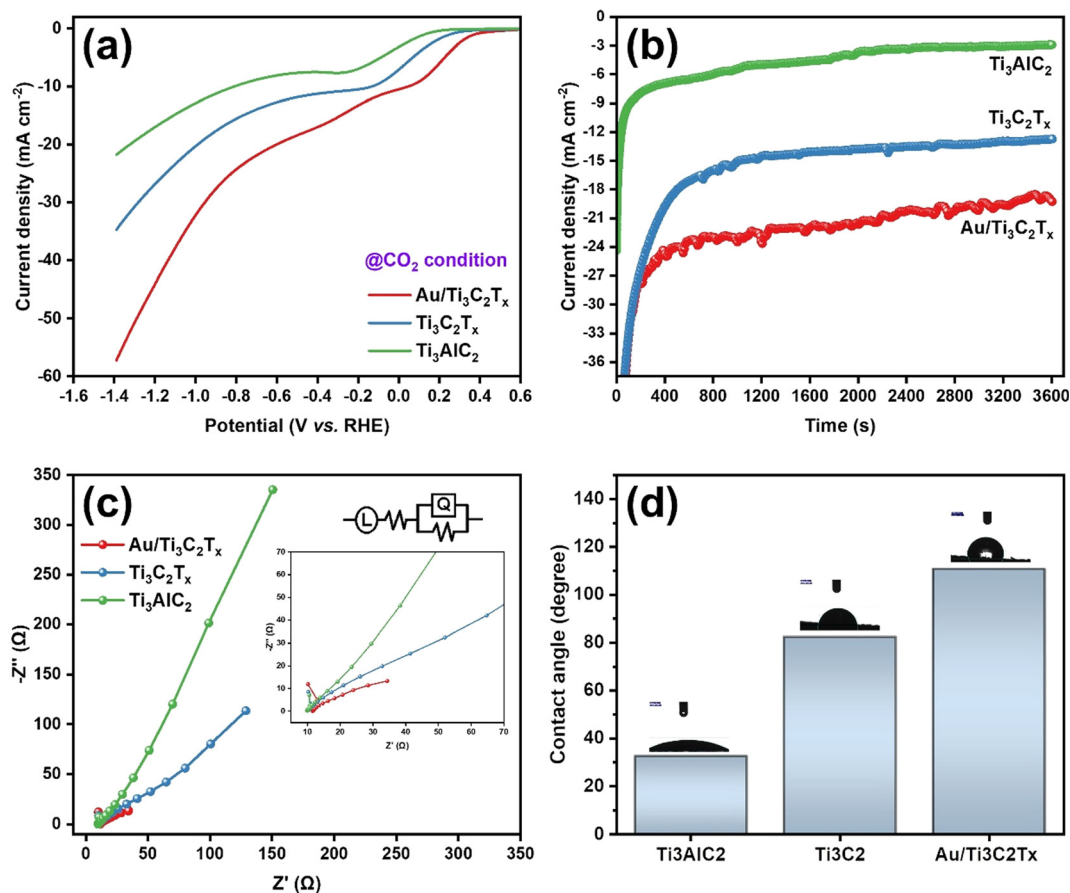 (a)
Current density (mA cm⁻²)
0
-10
-20
-30
-40
-50
-60
@CO₂ condition
Au/Ti₃C₂Tₓ
Ti₃C₂Tₓ
Ti₃AlC₂
-1.6 -1.4 -1.2 -1.0 -0.8 -0.6 -0.4 -0.2 0.0 0.2 0.4 0.6
Potential (V vs. RHE)
(b)
Current density (mA cm⁻²)
0
-3
-6
-9
-12
-15
-18
-21
-24
-27
-30
-33
-36
Ti₃AlC₂
Ti₃C₂Tₓ
Au/Ti₃C₂Tₓ
0 400 800 1200 1600 2000 2400 2800 3200 3600
Time (s)
(c)
-Z'' (Ω)
350
300
250
200
150
100
50
0
Au/Ti₃C₂Tₓ
Ti₃C₂Tₓ
Ti₃AlC₂
L
Q
-Z'' (Ω)
70
60
50
40
30
20
10
0
10 20 30 40 50 60 70
Z' (Ω)
0 50 100 150 200 250 300 350
Z' (Ω)
(d)
Contact angle (degree)
140
120
100
80
60
40
20
0
Ti3AlC2 Ti3C2 Au/Ti3C2Tx